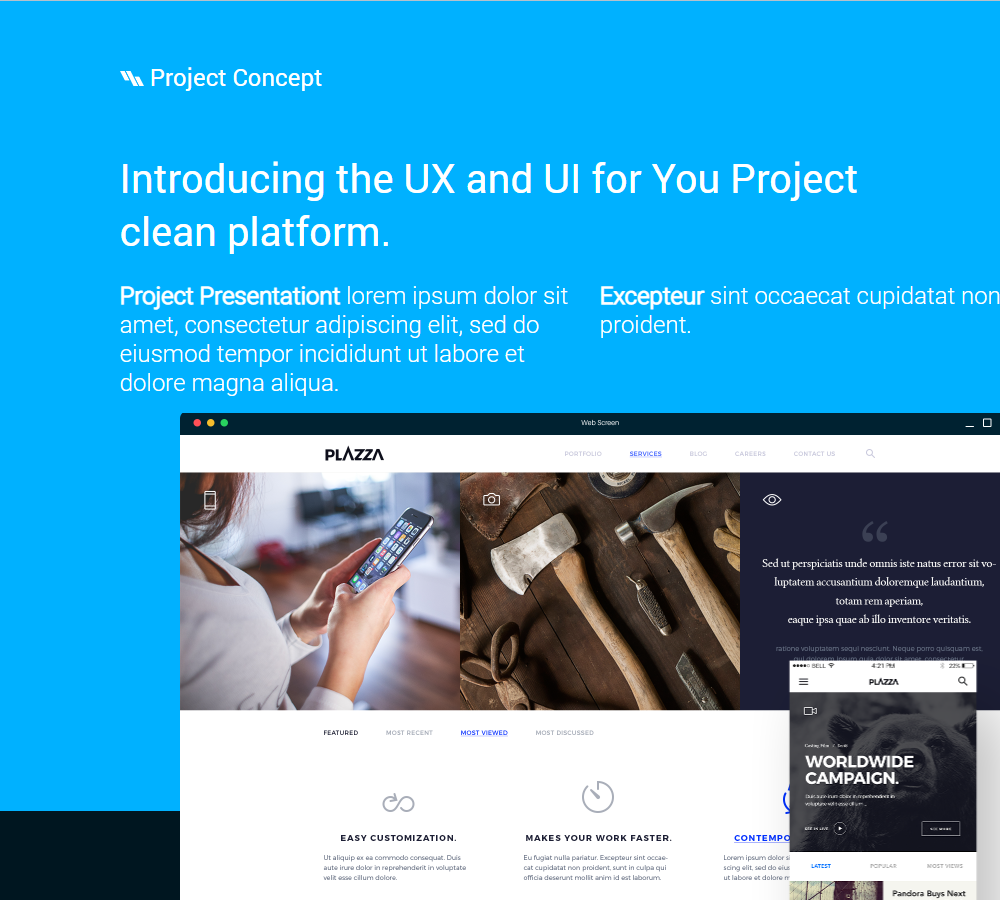 Project Concept
Introducing the UX and UI for You Project
clean platform.
Project Presentationt lorem ipsum dolor sit
amet, consectetur adipiscing elit, sed do
eiusmod tempor incididunt ut labore et
dolore magna aliqua.
Excepteur sint occaecat cupidatat non
proident.
Web Screen
PLAZZA
PORTFOLIO SERVICES BLOG CAREERS CONTACT US
Sed ut perspiciatis unde omnis iste natus error sit vo-
luptatem accusantium doloremque laudantium,
totam rem aperiam,
eaque ipsa quae ab illo inventore veritatis.
ratione voluptatem sequi nesciunt. Neque porro quisquam est,
qui dolorem ipsum quia dolor sit amet, consectetur
FEATURED MOST RECENT MOST VIEWED MOST DISCUSSED
EASY CUSTOMIZATION.
Ut aliquip ex ea commodo consequat. Duis
aute irure dolor in reprehenderit in voluptate
velit esse cillum dolore.
MAKES YOUR WORK FASTER.
Eu fugiat nulla pariatur. Excepteur sint occae-
cat cupidatat non proident, sunt in culpa qui
officia deserunt mollit anim id est laborum.
CONTEMPO
Lorem ipsum dolor s
scing elit, sed do eius
ut labore et dolore m
SELL 4:21 PM 22%
PLAZZA
WORLDWIDE
CAMPAIGN.
Duis aute irure dolor in reprehenderit in
voluptate velit esse cillum ...
SEE IN LIVE
SEE MORE
LATEST POPULAR MOST VIEWS
Pandora Buys Next